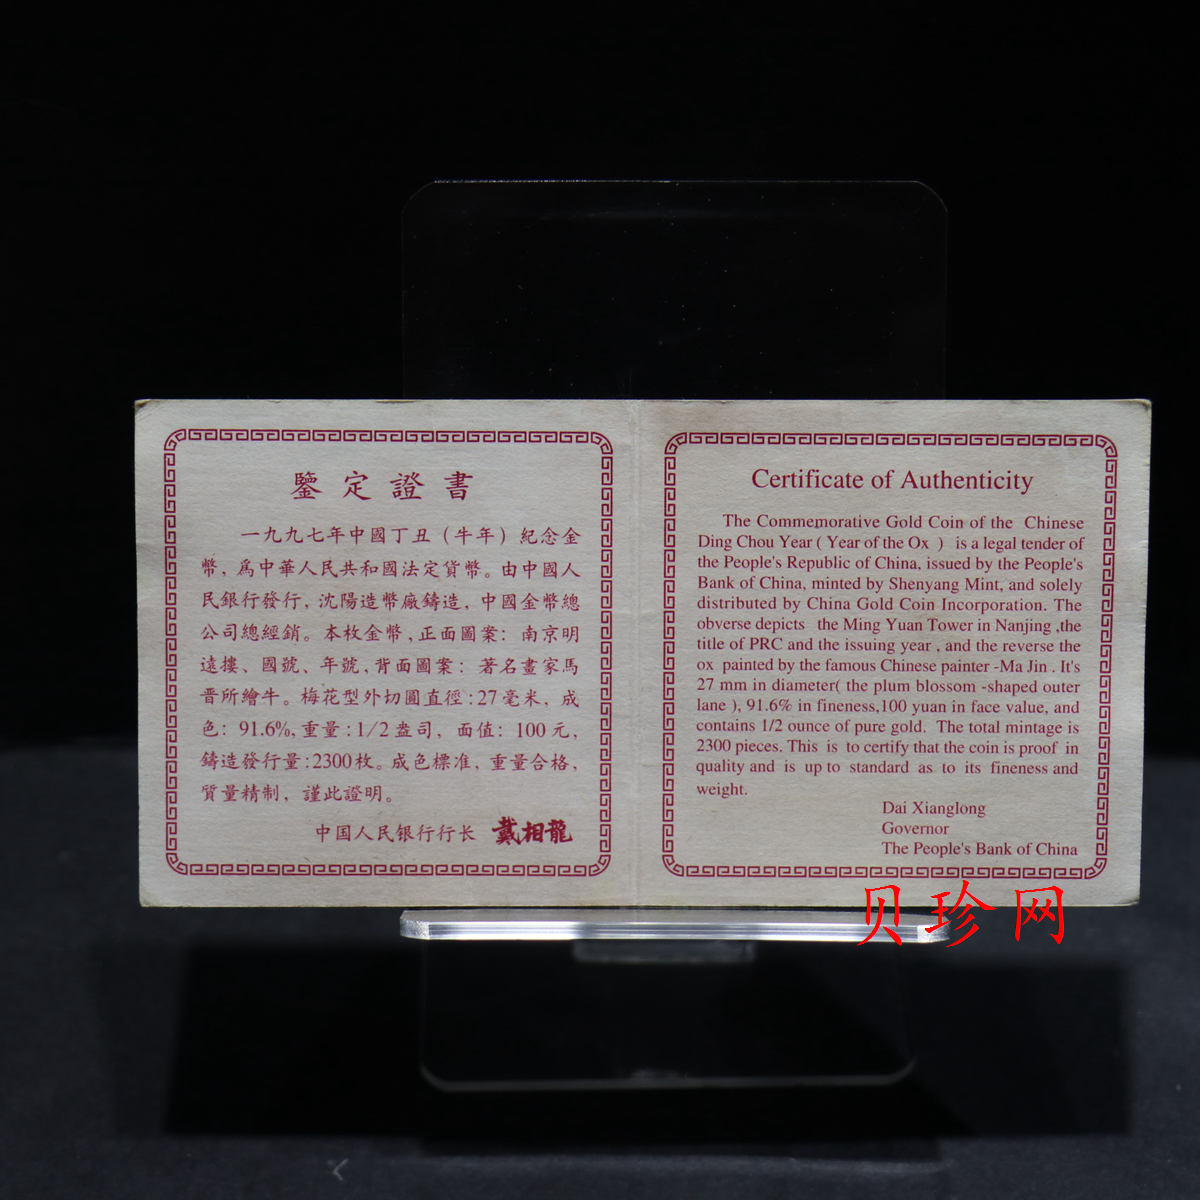 鑒定證書
一九九七年中國丁丑（牛年）紀念金
幣，爲中華人民共和國法定貨幣。由中國人
民銀行發行，沈陽造幣廠鑄造，中國金幣總
公司總經銷。本枚金幣，正面圖案：南京明
遠樓、國號、年號，背面圖案：著名畫家馬
晋所繪牛。梅花型外切圓直徑：27毫米，成
色：91.6%，重量：1/2盎司，面值：100元，
鑄造發行量：2300枚。成色標准，重量合格，
質量精制，謹此證明。
中国人民银行行长 戴相龍
Certificate of Authenticity
The Commemorative Gold Coin of the Chinese
Ding Chou Year ( Year of the Ox ) is a legal tender of
the People's Republic of China, issued by the People's
Bank of China, minted by Shenyang Mint, and solely
distributed by China Gold Coin Incorporation. The
obverse depicts the Ming Yuan Tower in Nanjing ,the
title of PRC and the issuing year , and the reverse the
ox painted by the famous Chinese painter -Ma Jin . It's
27 mm in diameter( the plum blossom -shaped outer
lane ), 91.6% in fineness,100 yuan in face value, and
contains 1/2 ounce of pure gold. The total mintage is
2300 pieces. This is to certify that the coin is proof in
quality and is up to standard as to its fineness and
weight.
Dai Xianglong
Governor
The People's Bank of China
贝珍网